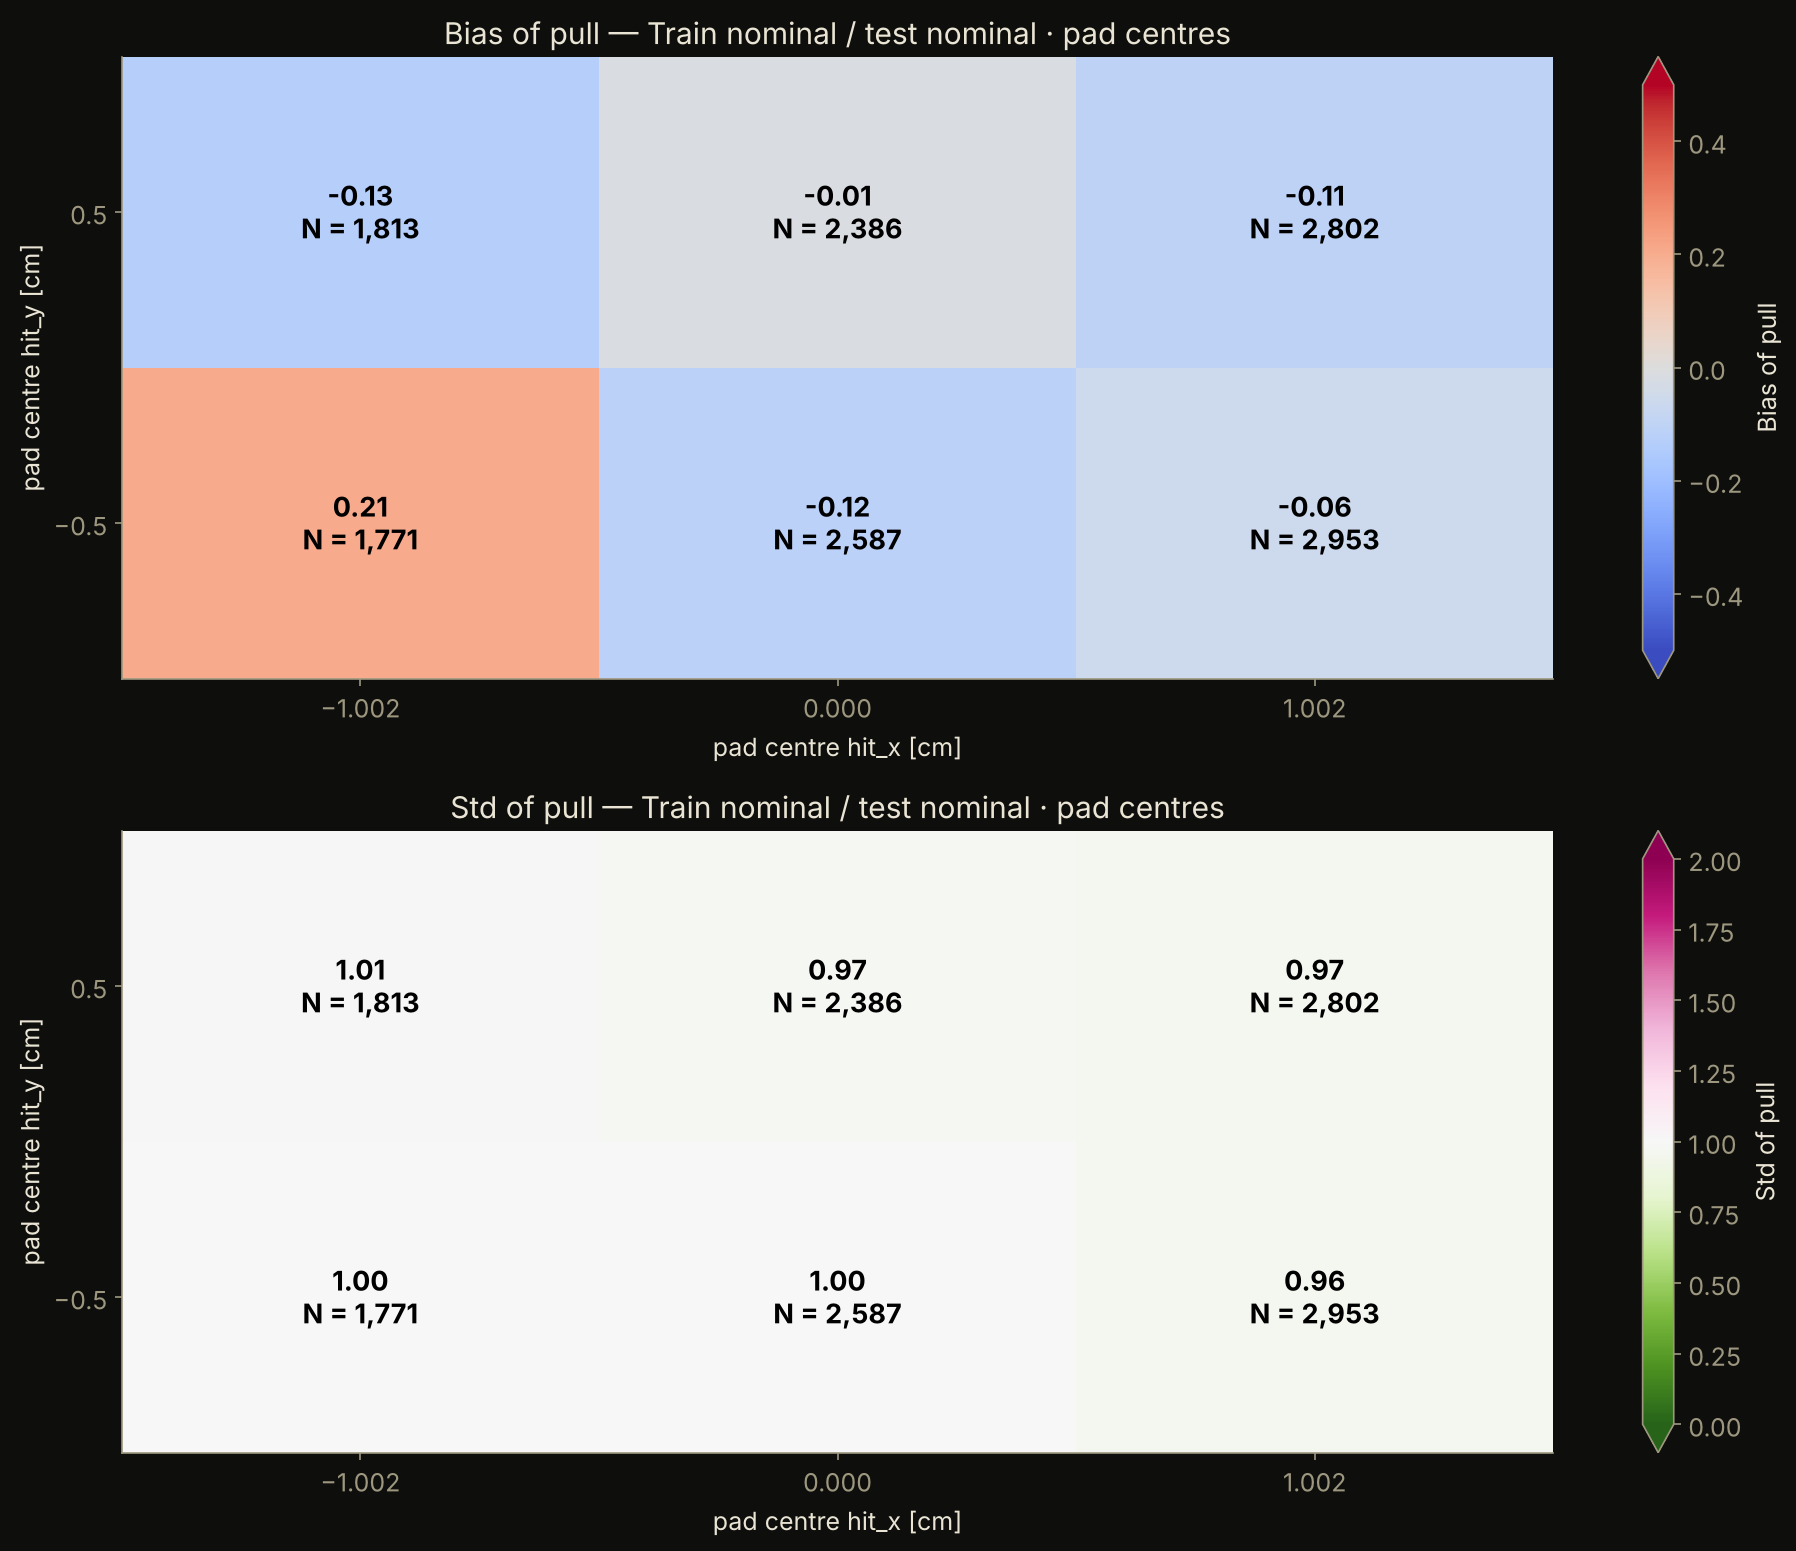 Bias of pull — Train nominal / test nominal · pad centres
pad centre hit_y [cm]
0.5
−0.5
-0.13
N = 1,813
-0.01
N = 2,386
-0.11
N = 2,802
0.21
N = 1,771
-0.12
N = 2,587
-0.06
N = 2,953
−1.002
0.000
1.002
pad centre hit_x [cm]
0.4
0.2
0.0
−0.2
−0.4
Bias of pull
Std of pull — Train nominal / test nominal · pad centres
pad centre hit_y [cm]
0.5
−0.5
1.01
N = 1,813
0.97
N = 2,386
0.97
N = 2,802
1.00
N = 1,771
1.00
N = 2,587
0.96
N = 2,953
−1.002
0.000
1.002
pad centre hit_x [cm]
2.00
1.75
1.50
1.25
1.00
0.75
0.50
0.25
0.00
Std of pull